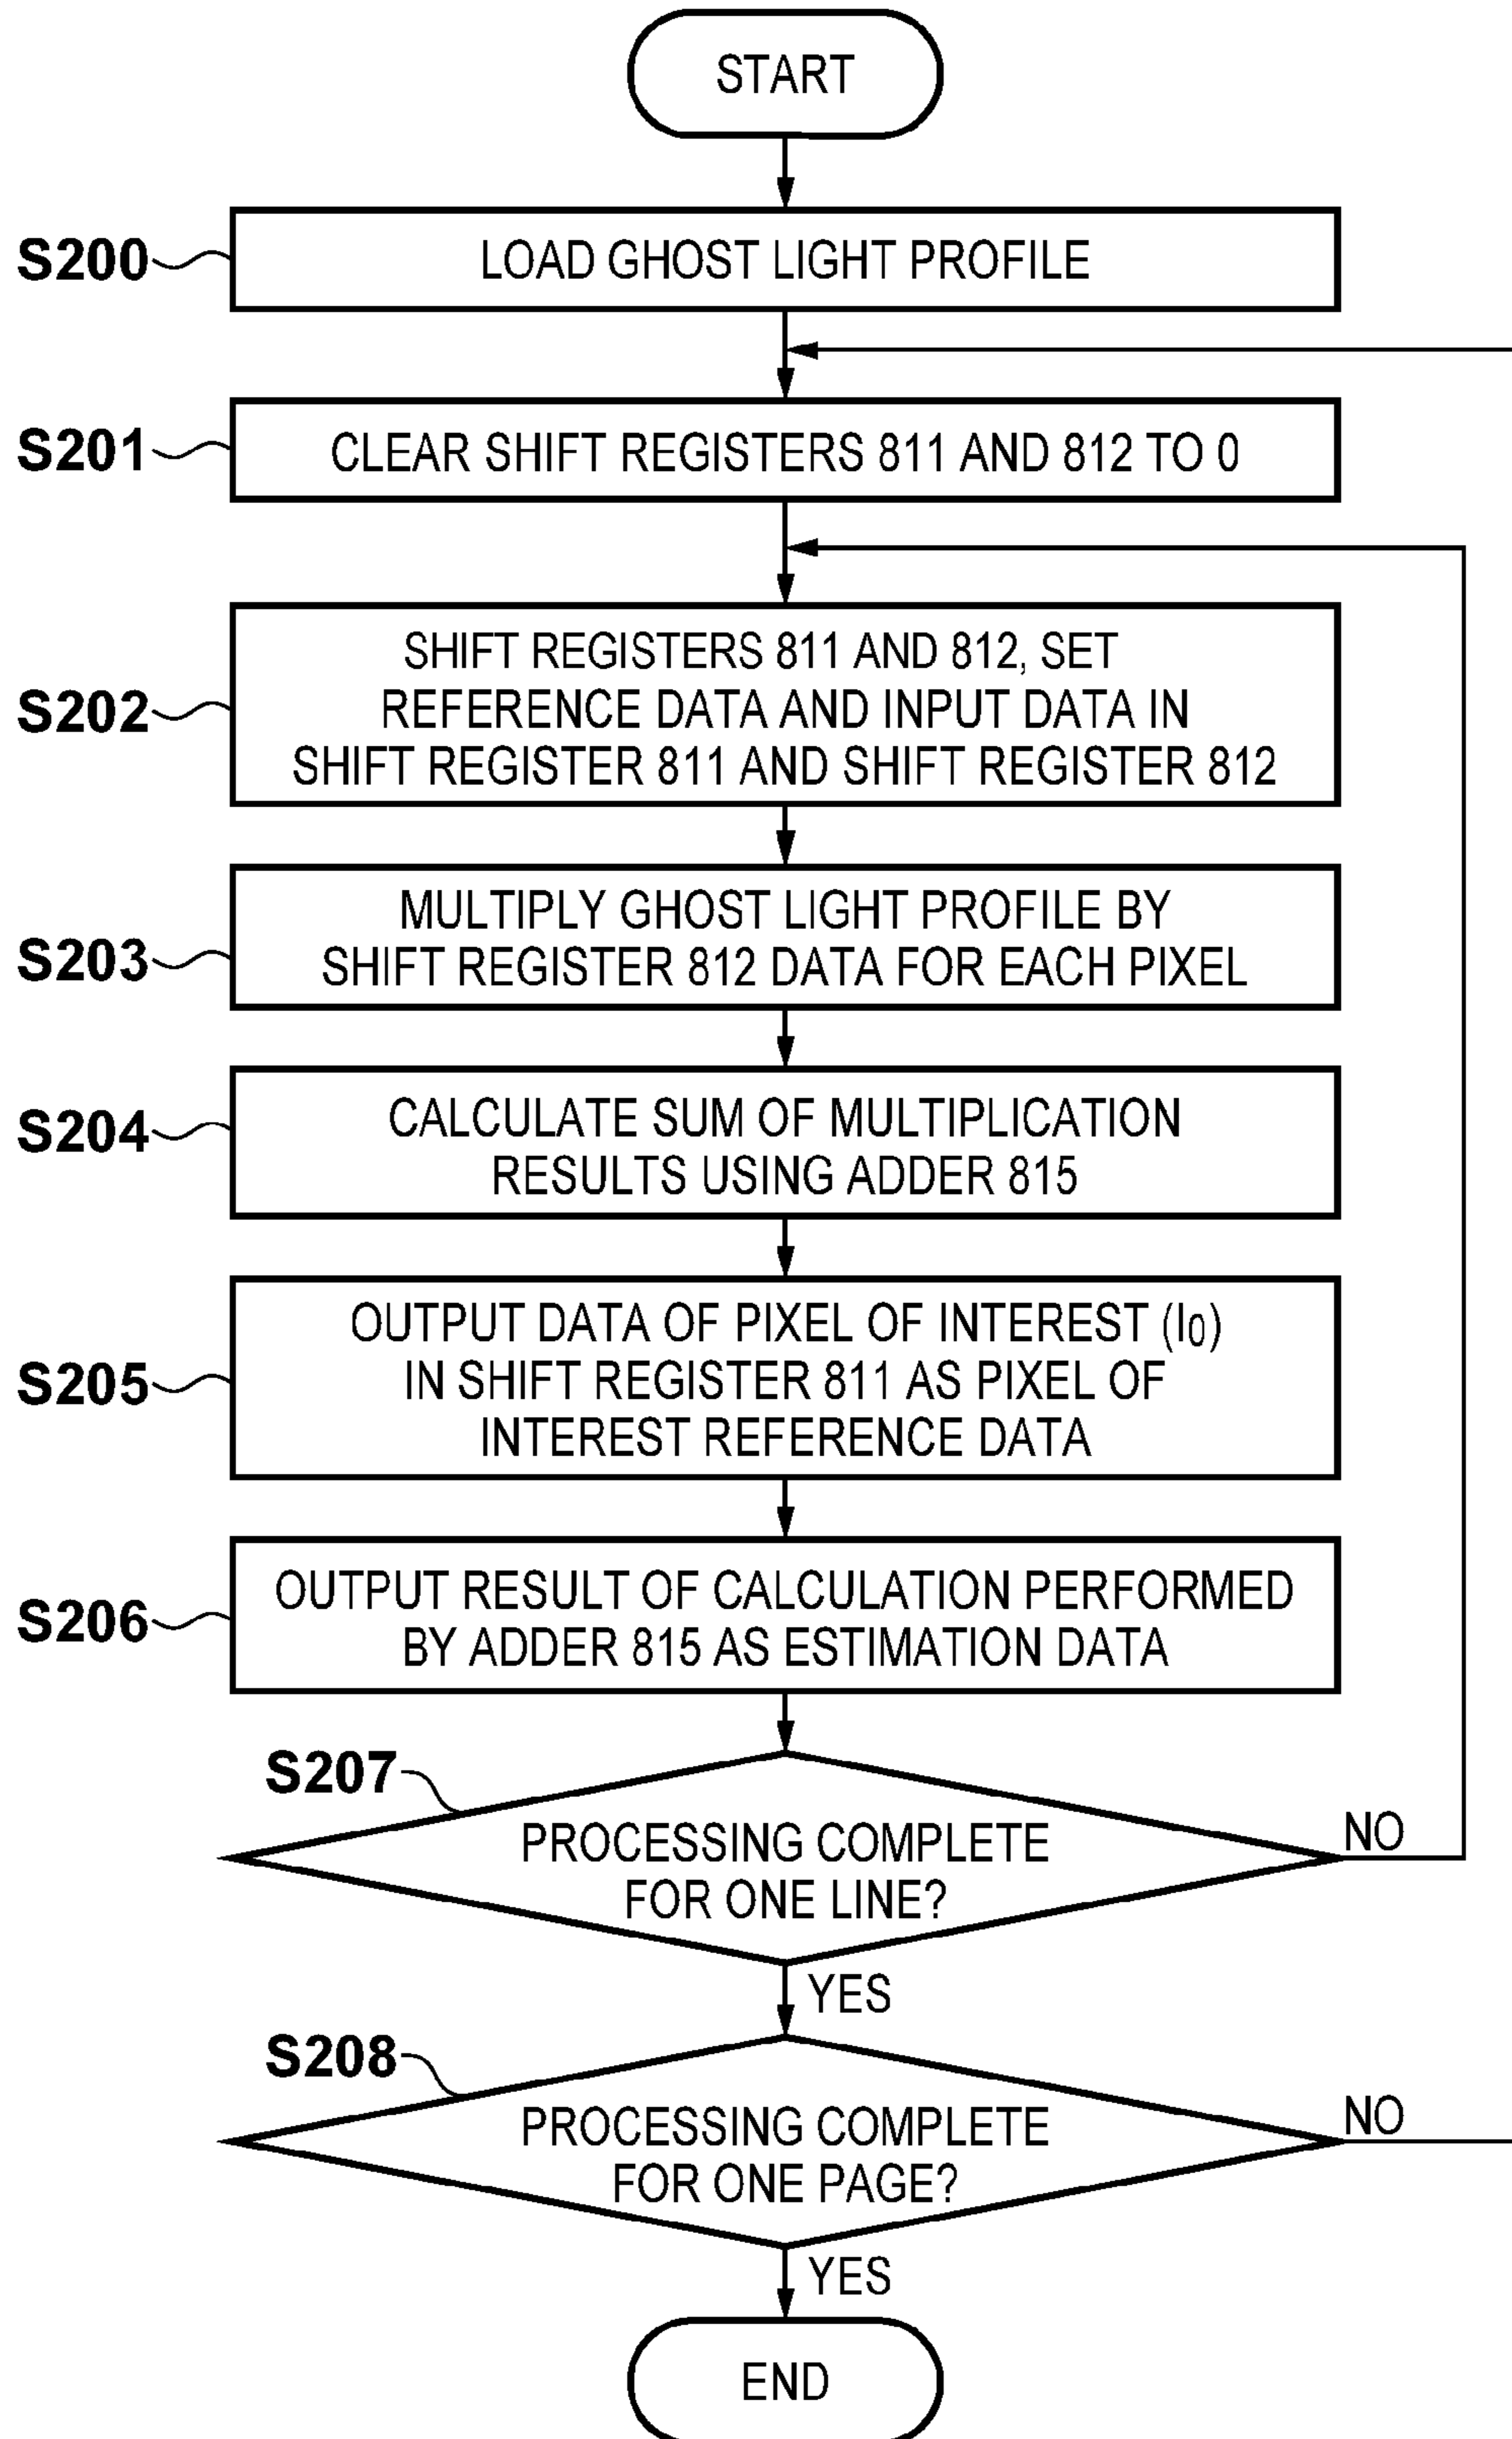 START
S200
LOAD GHOST LIGHT PROFILE
S201
CLEAR SHIFT REGISTERS 811 AND 812 TO 0
S202
SHIFT REGISTERS 811 AND 812, SET
REFERENCE DATA AND INPUT DATA IN
SHIFT REGISTER 811 AND SHIFT REGISTER 812
S203
MULTIPLY GHOST LIGHT PROFILE BY
SHIFT REGISTER 812 DATA FOR EACH PIXEL
S204
CALCULATE SUM OF MULTIPLICATION
RESULTS USING ADDER 815
S205
OUTPUT DATA OF PIXEL OF INTEREST (I0)
IN SHIFT REGISTER 811 AS PIXEL OF
INTEREST REFERENCE DATA
S206
OUTPUT RESULT OF CALCULATION PERFORMED
BY ADDER 815 AS ESTIMATION DATA
S207
PROCESSING COMPLETE
FOR ONE LINE?
NO
YES
S208
PROCESSING COMPLETE
FOR ONE PAGE?
NO
YES
END